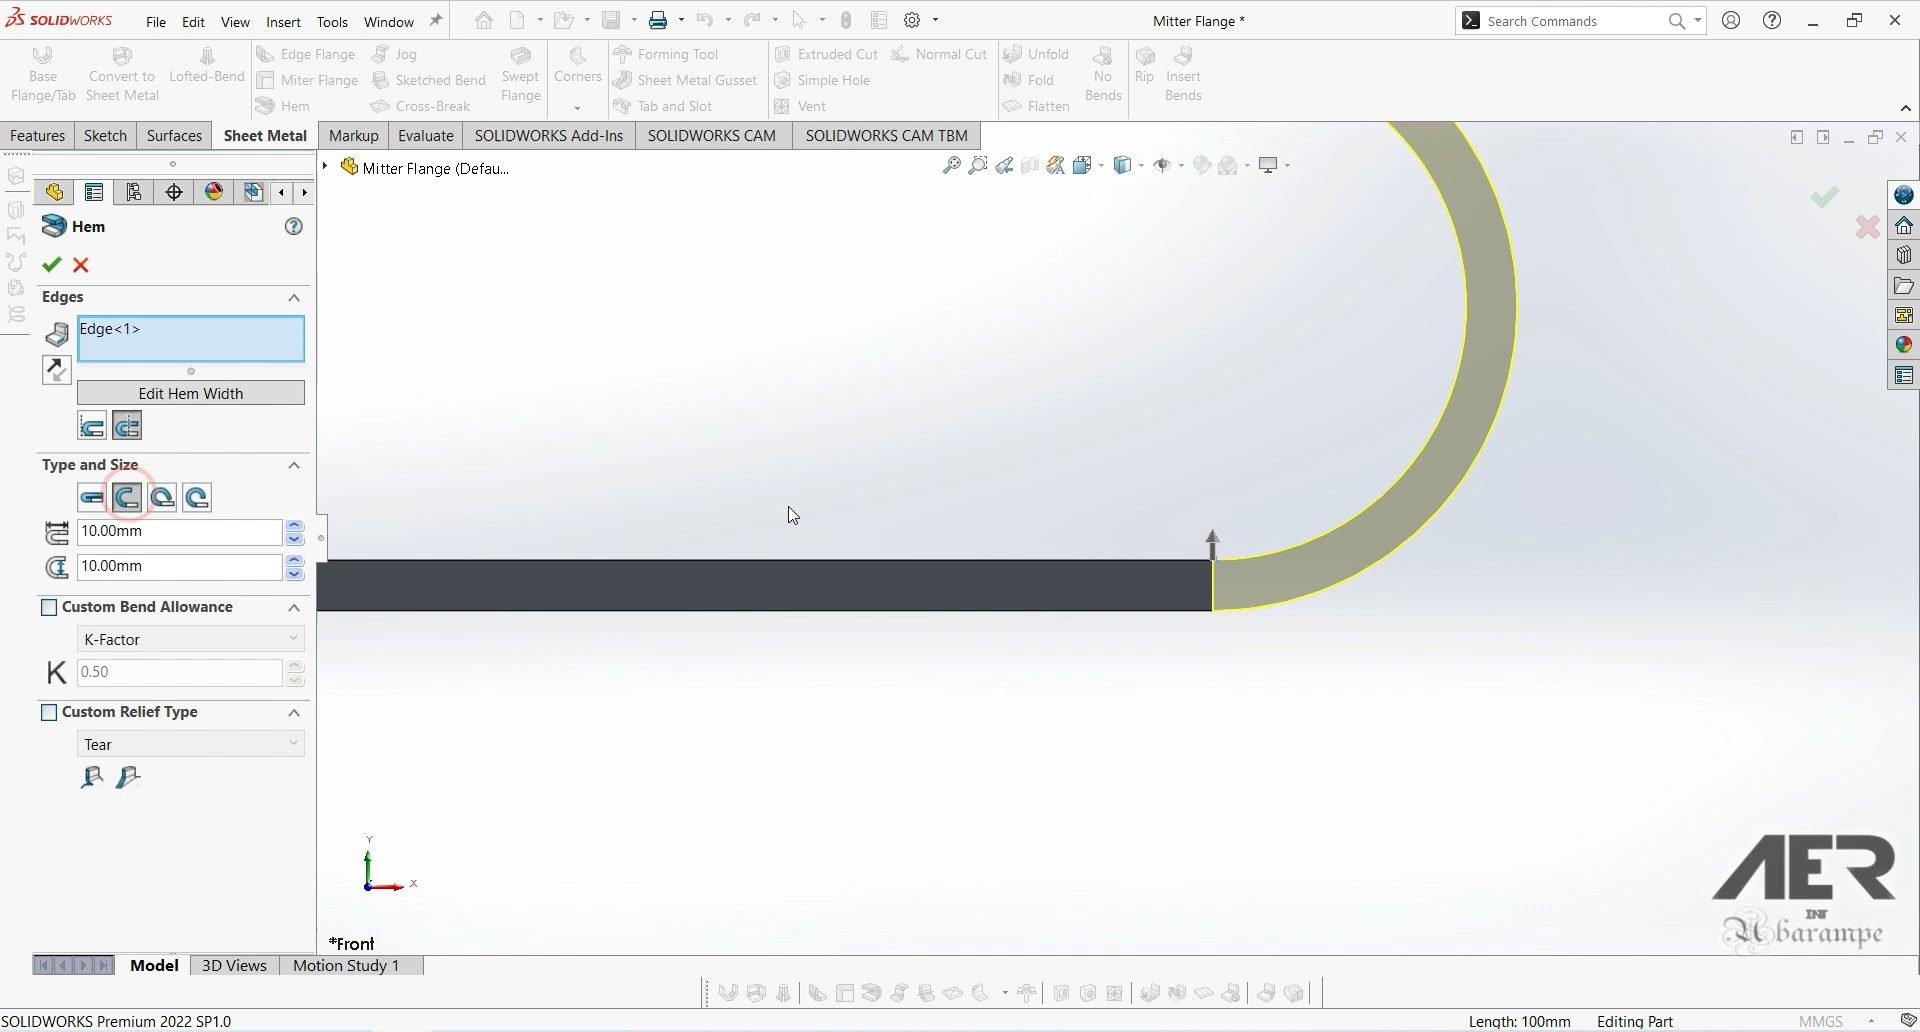 SOLIDWORKS
File Edit View Insert Tools Window
Mitter Flange *
Search Commands
Base Flange/Tab
Convert to Sheet Metal
Lofted-Bend
Edge Flange
Miter Flange
Hem
Jog
Sketched Bend
Cross-Break
Swept Flange
Corners
Forming Tool
Sheet Metal Gusset
Tab and Slot
Extruded Cut
Simple Hole
Vent
Normal Cut
Unfold
Fold
Flatten
No Bends
Rip
Insert Bends
Features Sketch Surfaces Sheet Metal Markup Evaluate SOLIDWORKS Add-Ins SOLIDWORKS CAM SOLIDWORKS CAM TBM
Mitter Flange (Defau...
Hem
Edges
Edge<1>
Edit Hem Width
Type and Size
10.00mm
10.00mm
Custom Bend Allowance
K-Factor
K 0.50
Custom Relief Type
Tear
Y
X
*Front
AER
INT
Abarampe
Model 3D Views Motion Study 1
SOLIDWORKS Premium 2022 SP1.0
Length: 100mm Editing Part MMGS